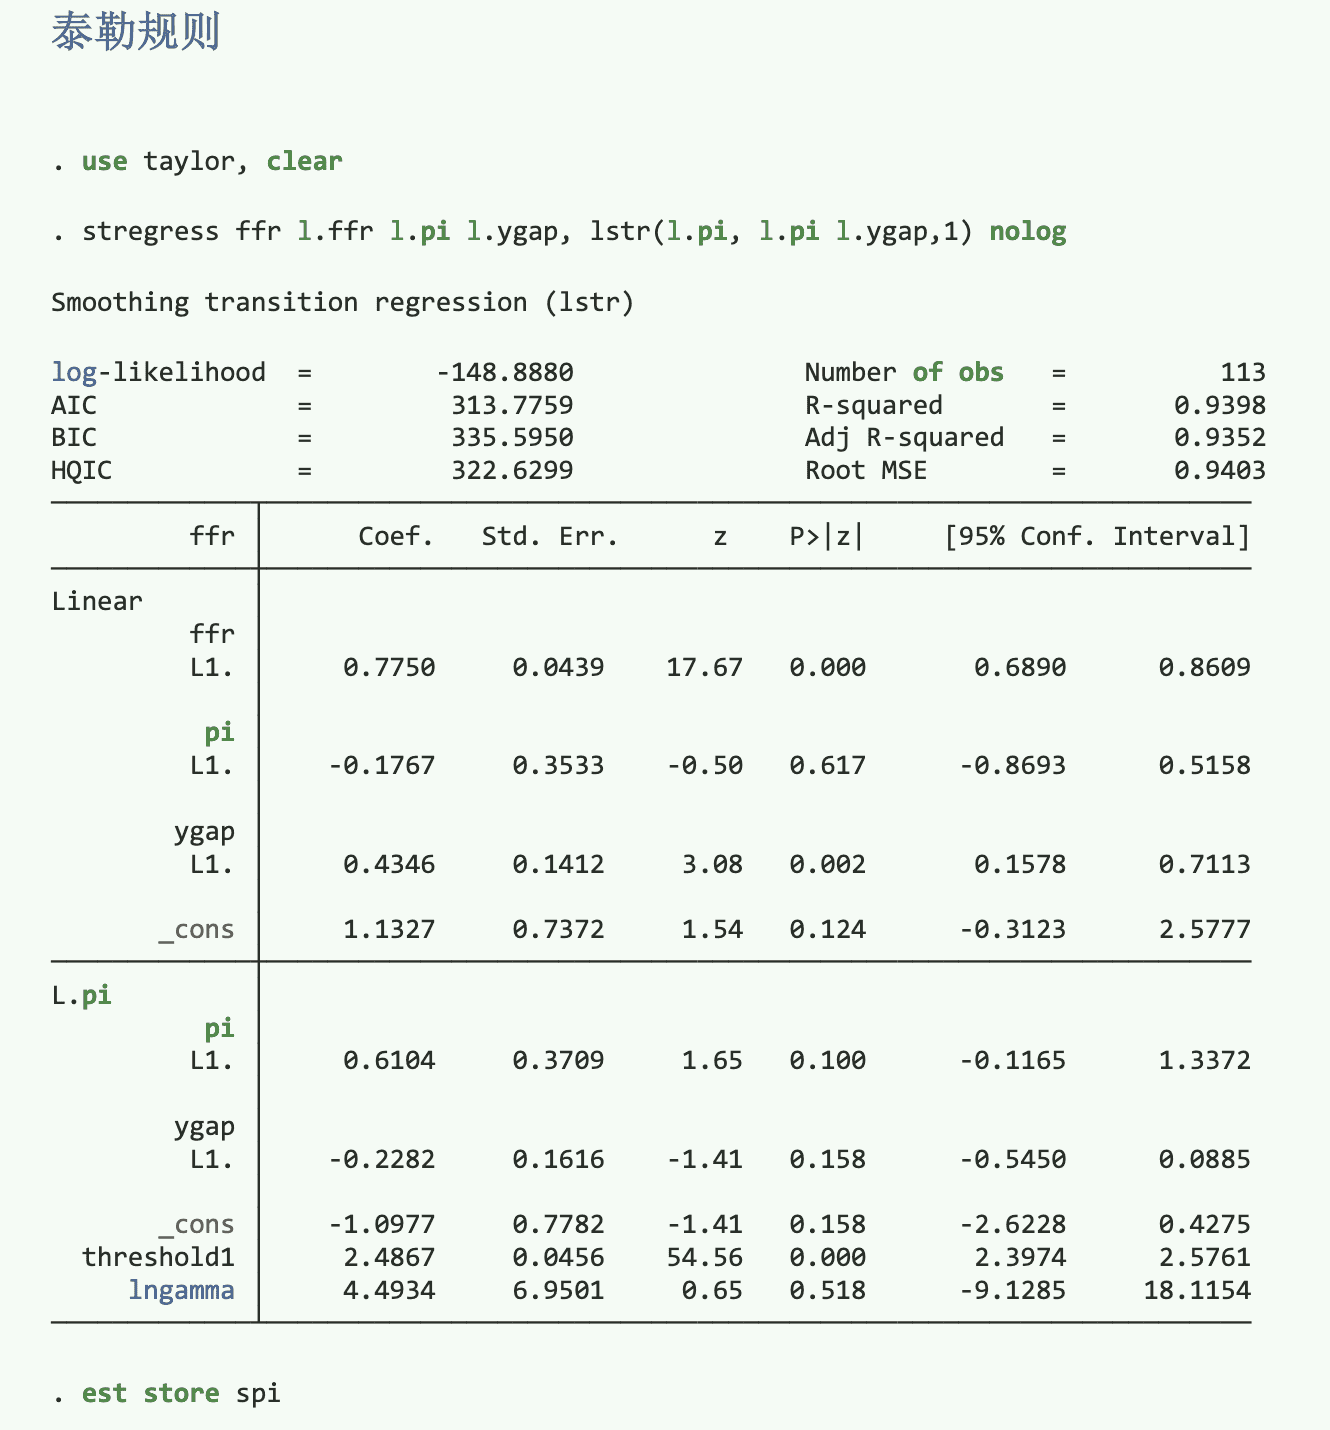 泰勒规则
. use taylor, clear
. stregress ffr l.ffr l.pi l.ygap, lstr(l.pi, l.pi l.ygap,1) nolog
Smoothing transition regression (lstr)
log-likelihood = -148.8880 Number of obs = 113
AIC = 313.7759 R-squared = 0.9398
BIC = 335.5950 Adj R-squared = 0.9352
HQIC = 322.6299 Root MSE = 0.9403
ffr Coef. Std. Err. z P>|z| [95% Conf. Interval]
Linear
ffr
L1. 0.7750 0.0439 17.67 0.000 0.6890 0.8609
pi
L1. -0.1767 0.3533 -0.50 0.617 -0.8693 0.5158
ygap
L1. 0.4346 0.1412 3.08 0.002 0.1578 0.7113
_cons 1.1327 0.7372 1.54 0.124 -0.3123 2.5777
L.pi
pi
L1. 0.6104 0.3709 1.65 0.100 -0.1165 1.3372
ygap
L1. -0.2282 0.1616 -1.41 0.158 -0.5450 0.0885
_cons -1.0977 0.7782 -1.41 0.158 -2.6228 0.4275
threshold1 2.4867 0.0456 54.56 0.000 2.3974 2.5761
lngamma 4.4934 6.9501 0.65 0.518 -9.1285 18.1154
. est store spi